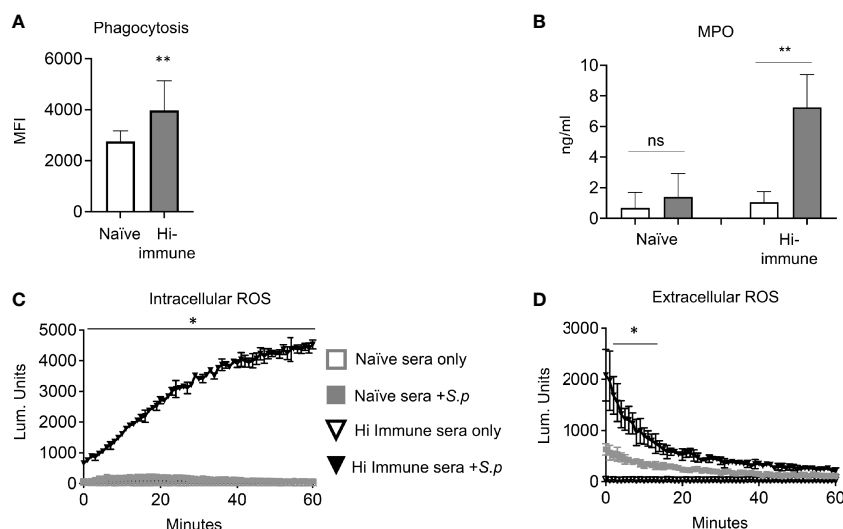 A
Phagocytosis
6000
4000
2000
0
MFI
**
Naïve
Hi-
immune
B
MPO
10
8
6
4
2
0
ng/ml
ns
**
Naïve
Hi-
immune
C
Intracellular ROS
5000
4000
3000
2000
1000
0
Lum. Units
*
0 20 40 60
Minutes
Naïve sera only
Naïve sera +S.p
Hi Immune sera only
Hi Immune sera +S.p
D
Extracellular ROS
3000
2000
1000
0
Lum. Units
*
0 20 40 60
Minutes